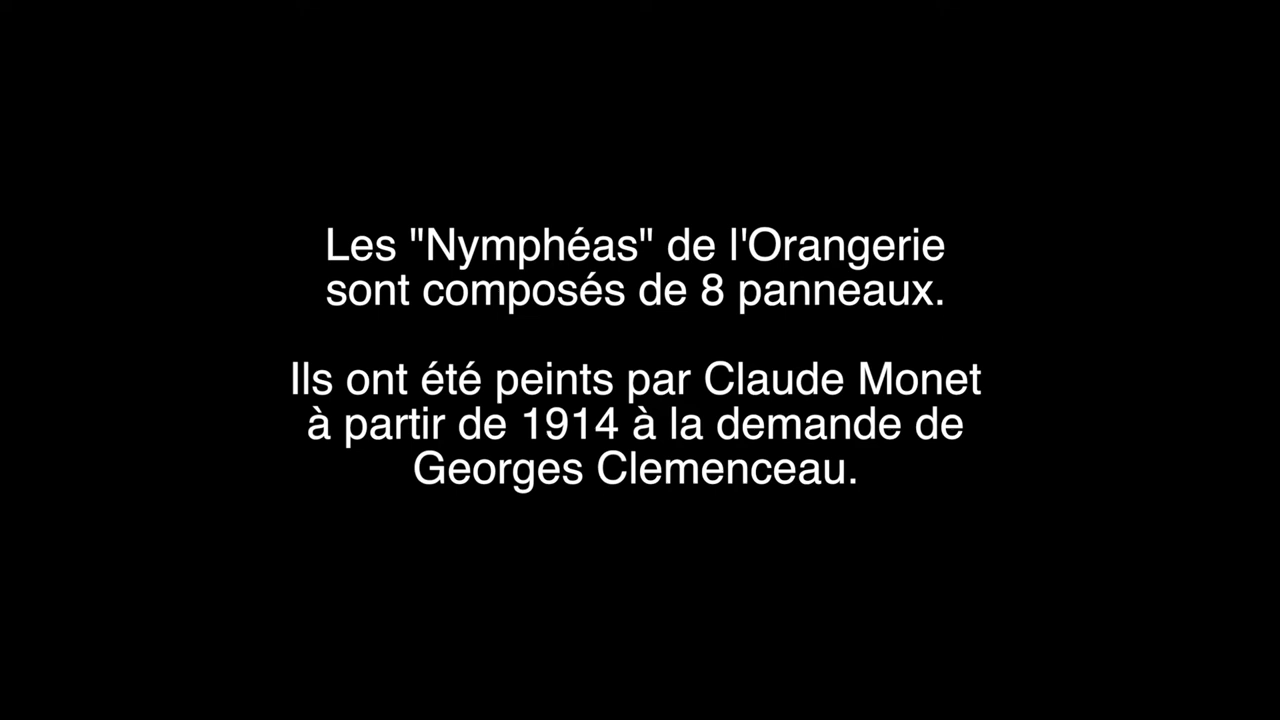 Les "Nymphéas" de l'Orangerie
sont composés de 8 panneaux.
Ils ont été peints par Claude Monet
à partir de 1914 à la demande de
Georges Clemenceau.